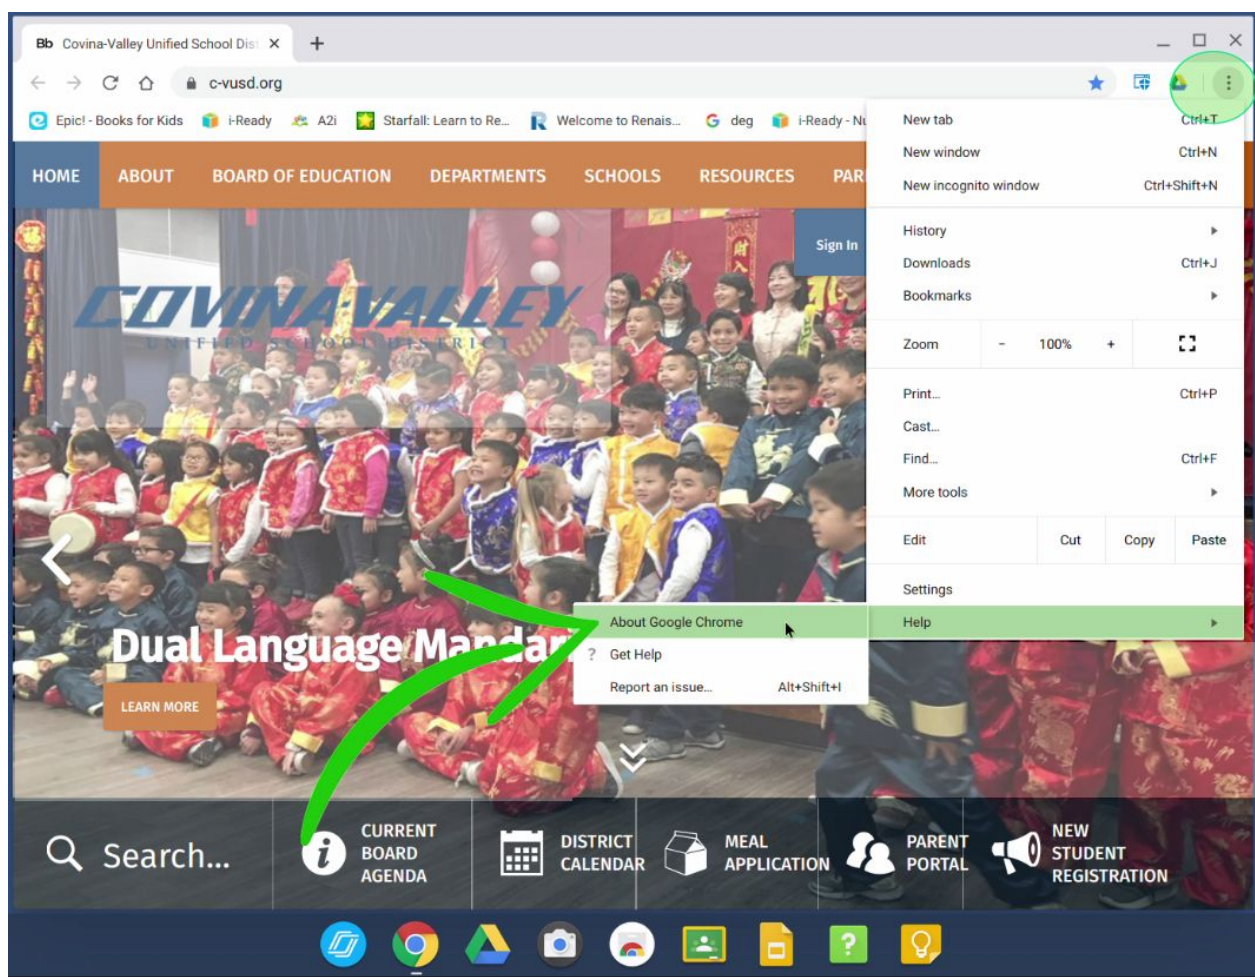 Bb Covina-Valley Unified School Dist
c-vusd.org
Epic! - Books for Kids
i-Ready
A2i
Starfall: Learn to Re...
Welcome to Renais...
deg
i-Ready - Nu
HOME
ABOUT
BOARD OF EDUCATION
DEPARTMENTS
SCHOOLS
RESOURCES
PAR
Sign In
COVINA-VALLEY
UNIFIED SCHOOL DISTRICT
New tab Ctrl+T
New window Ctrl+N
New incognito window Ctrl+Shift+N
History
Downloads Ctrl+J
Bookmarks
Zoom - 100% +
Print... Ctrl+P
Cast...
Find... Ctrl+F
More tools
Edit Cut Copy Paste
Settings
Help
About Google Chrome
? Get Help
Report an issue... Alt+Shift+I
Dual Language Mandari
LEARN MORE
Search...
CURRENT
BOARD
AGENDA
DISTRICT
CALENDAR
MEAL
APPLICATION
PARENT
PORTAL
NEW
STUDENT
REGISTRATION